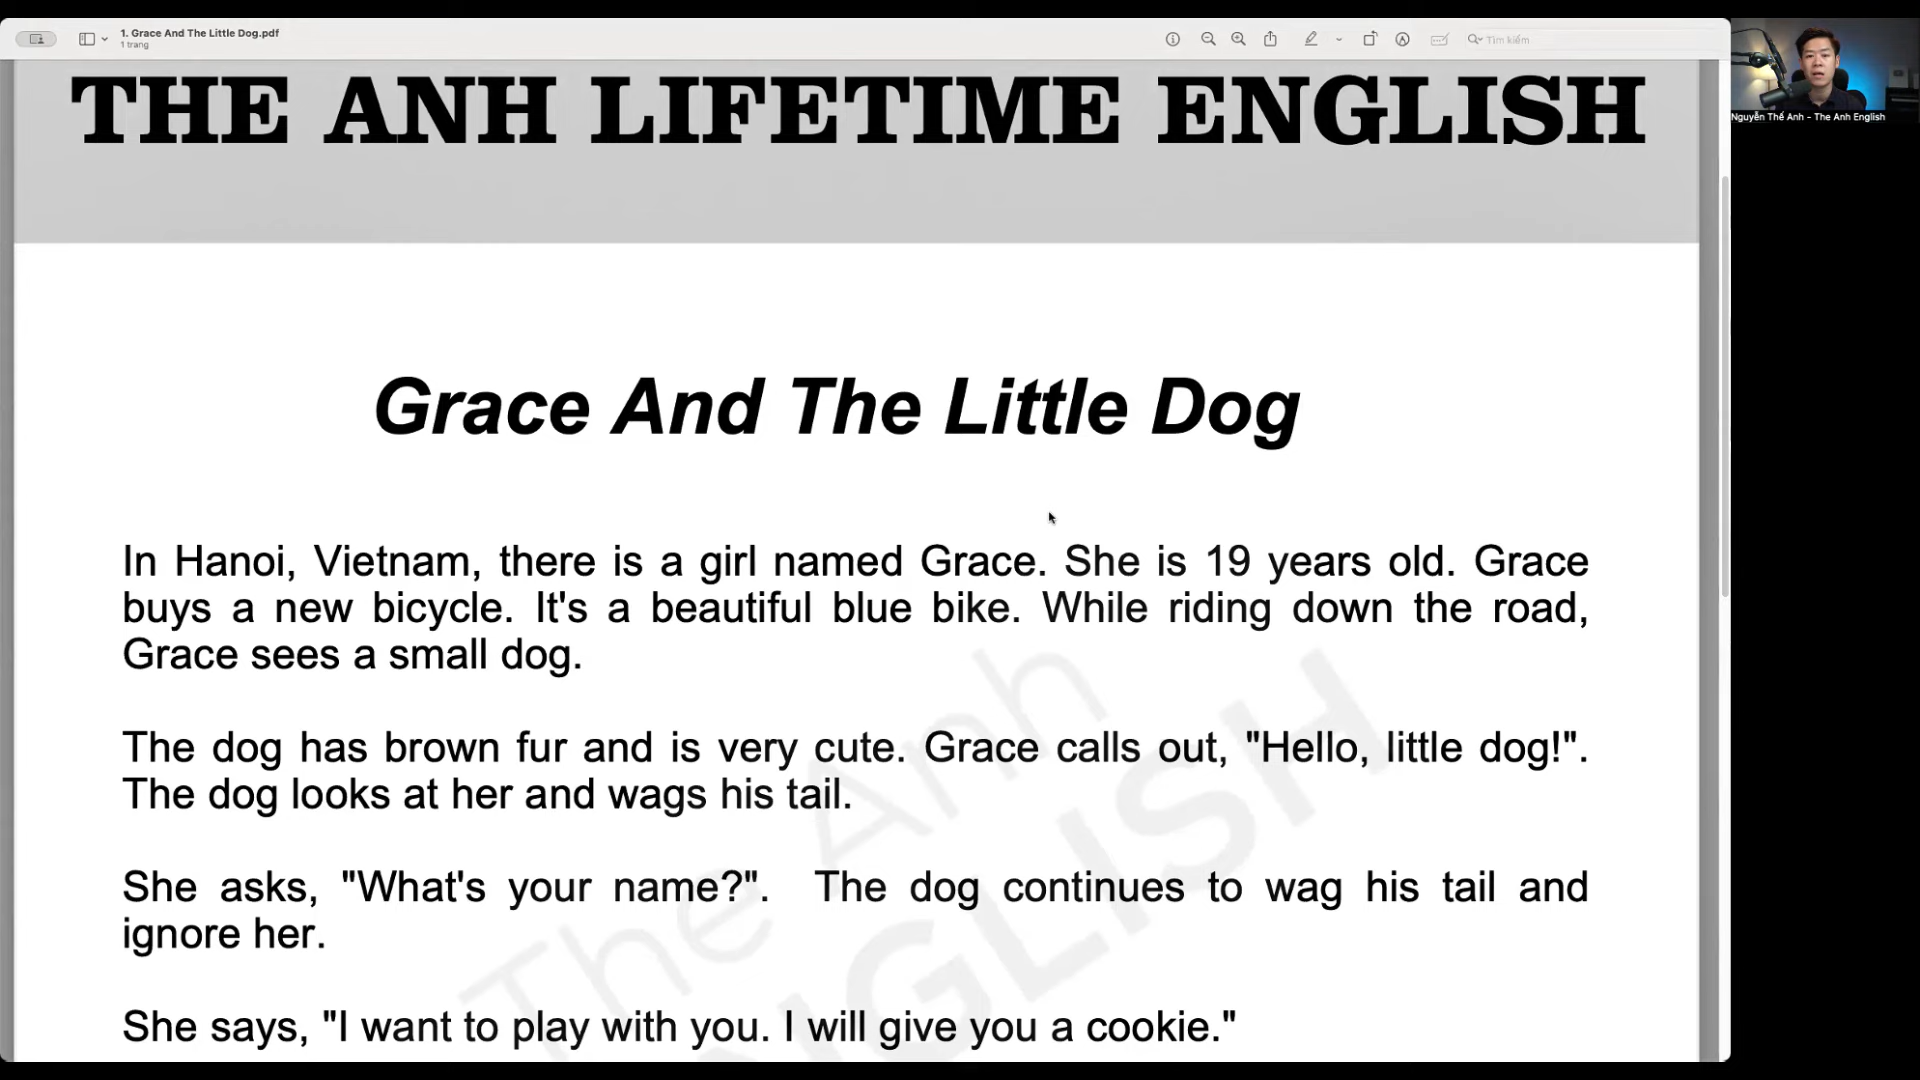 1. Grace And The Little Dog.pdf
1 trang
Tìm kiếm
Nguyễn Thế Anh - The Anh English
THE ANH LIFETIME ENGLISH
Grace And The Little Dog
In Hanoi, Vietnam, there is a girl named Grace. She is 19 years old. Grace
buys a new bicycle. It's a beautiful blue bike. While riding down the road,
Grace sees a small dog.
The dog has brown fur and is very cute. Grace calls out, "Hello, little dog!".
The dog looks at her and wags his tail.
She asks, "What's your name?". The dog continues to wag his tail and
ignore her.
She says, "I want to play with you. I will give you a cookie."
The Anh
ENGLISH